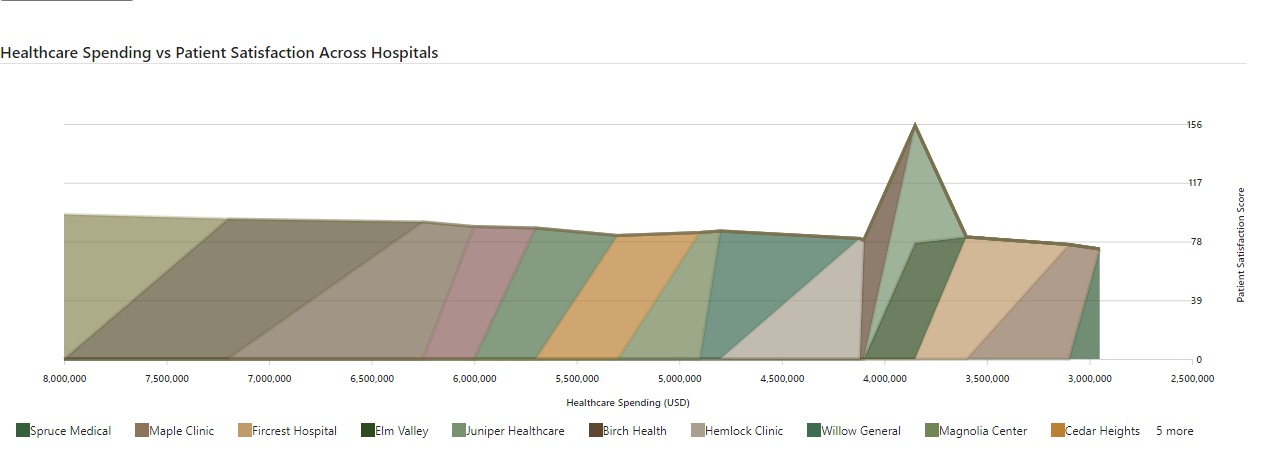 Healthcare Spending vs Patient Satisfaction Across Hospitals
156
117
78
39
0
Patient Satisfaction Score
8,000,000 7,500,000 7,000,000 6,500,000 6,000,000 5,500,000 5,000,000 4,500,000 4,000,000 3,500,000 3,000,000 2,500,000
Healthcare Spending (USD)
Spruce Medical Maple Clinic Fircrest Hospital Elm Valley Juniper Healthcare Birch Health Hemlock Clinic Willow General Magnolia Center Cedar Heights 5 more